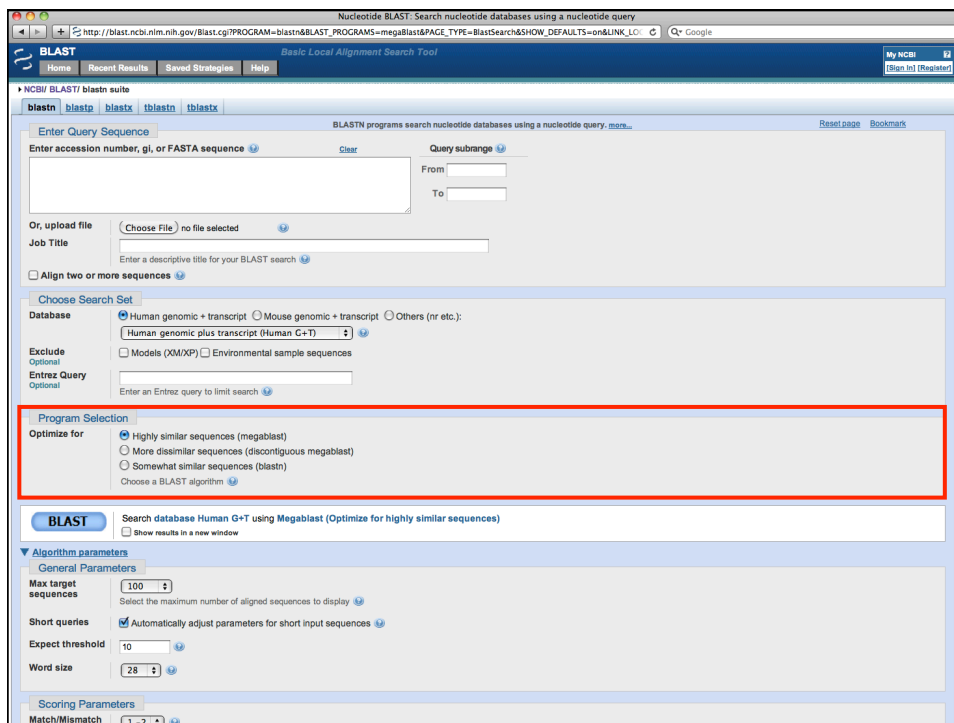 Nucleotide BLAST: Search nucleotide databases using a nucleotide query
http://blast.ncbi.nlm.nih.gov/Blast.cgi?PROGRAM=blastn&BLAST_PROGRAMS=megaBlast&PAGE_TYPE=BlastSearch&SHOW_DEFAULTS=on&LINK_LOC Google
BLAST Basic Local Alignment Search Tool My NCBI
Home Recent Results Saved Strategies Help [Sign In] [Register]
NCBI/ BLAST/ blastn suite
blastn blastp blastx tblastn tblastx
Enter Query Sequence BLASTN programs search nucleotide databases using a nucleotide query. more... Reset page Bookmark
Enter accession number, gi, or FASTA sequence Clear Query subrange
From
To
Or, upload file Choose File no file selected
Job Title
Enter a descriptive title for your BLAST search
Align two or more sequences
Choose Search Set
Database Human genomic + transcript Mouse genomic + transcript Others (nr etc.):
Human genomic plus transcript (Human G+T)
Exclude Models (XM/XP) Environmental sample sequences
Optional
Entrez Query
Optional
Enter an Entrez query to limit search
Program Selection
Optimize for Highly similar sequences (megablast)
More dissimilar sequences (discontiguous megablast)
Somewhat similar sequences (blastn)
Choose a BLAST algorithm
BLAST Search database Human G+T using Megablast (Optimize for highly similar sequences)
Show results in a new window
Algorithm parameters
General Parameters
Max target 100
sequences
Select the maximum number of aligned sequences to display
Short queries Automatically adjust parameters for short input sequences
Expect threshold 10
Word size 28
Scoring Parameters
Match/Mismatch 1,-2